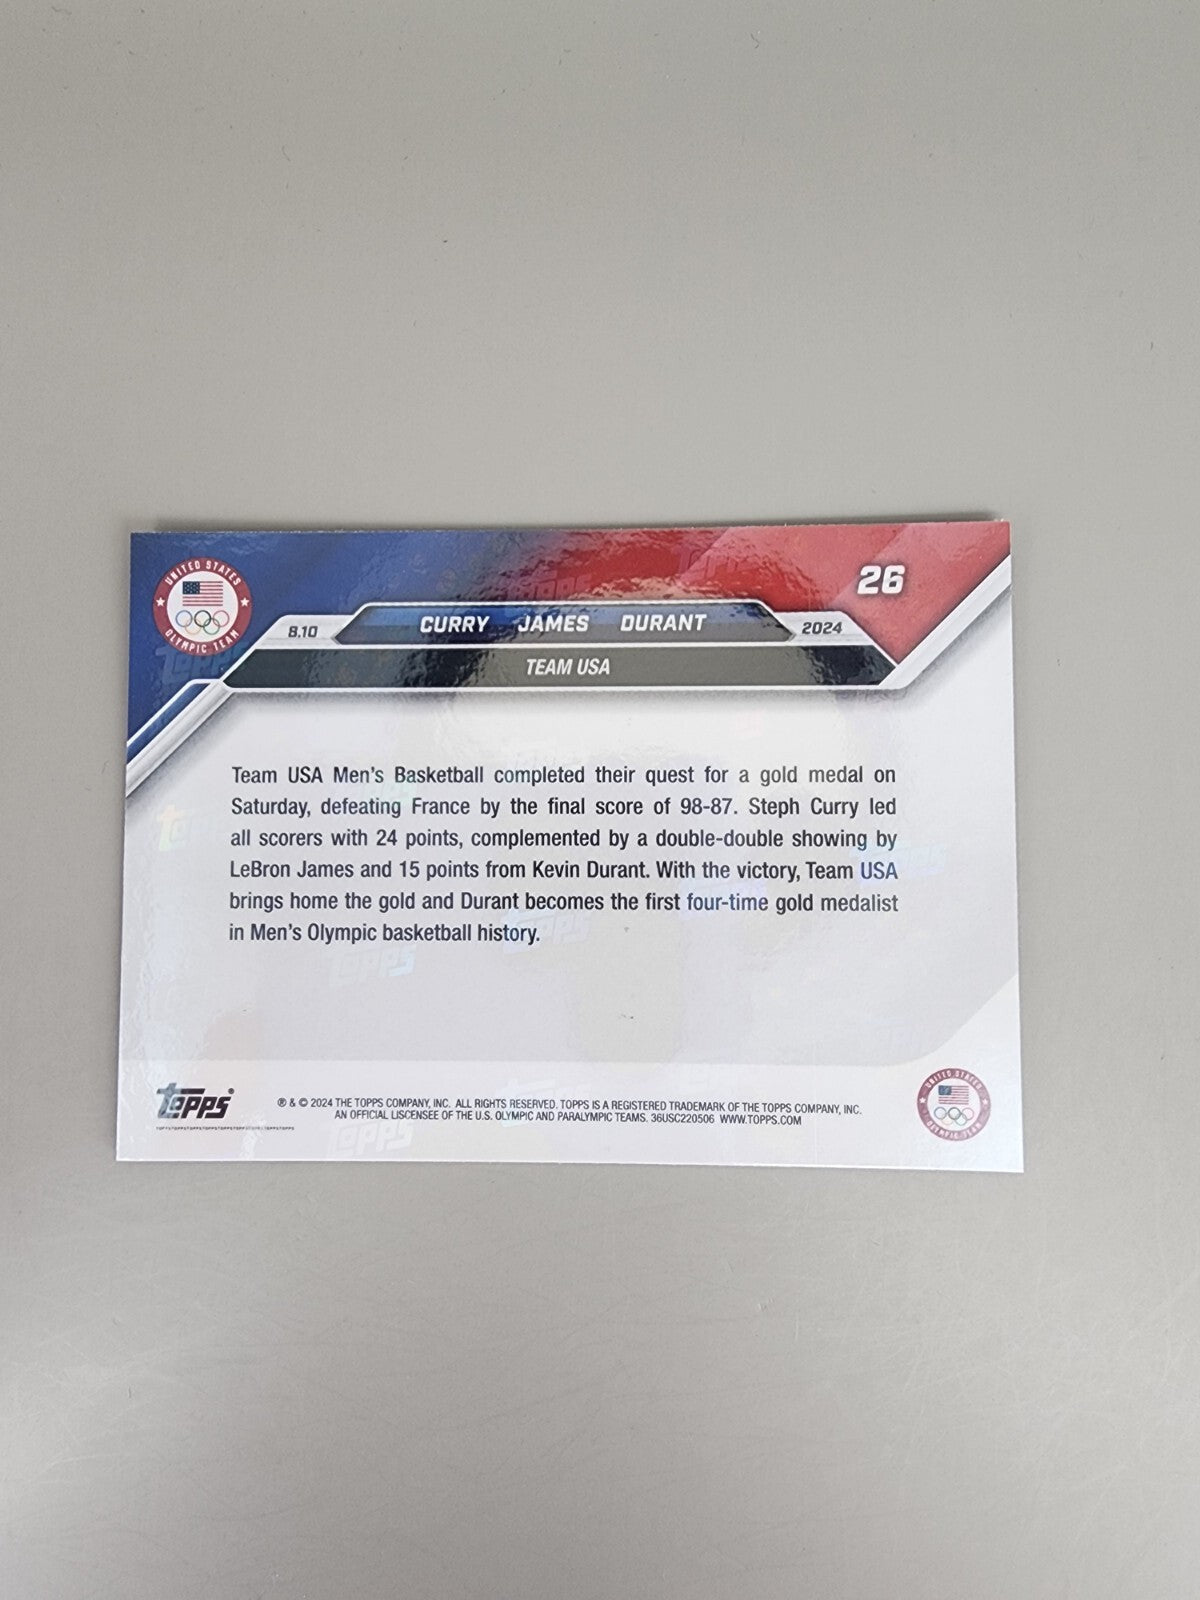 UNITED STATES
OLYMPIC TEAM
26
8.10 CURRY JAMES DURANT 2024
TEAM USA
Team USA Men's Basketball completed their quest for a gold medal on
Saturday, defeating France by the final score of 98-87. Steph Curry led
all scorers with 24 points, complemented by a double-double showing by
LeBron James and 15 points from Kevin Durant. With the victory, Team USA
brings home the gold and Durant becomes the first four-time gold medalist
in Men's Olympic basketball history.
Topps®
® & © 2024 THE TOPPS COMPANY, INC. ALL RIGHTS RESERVED. TOPPS IS A REGISTERED TRADEMARK OF THE TOPPS COMPANY, INC.
AN OFFICIAL LISCENSEE OF THE U.S. OLYMPIC AND PARALYMPIC TEAMS. 36USC220506 WWW.TOPPS.COM
UNITED STATES
OLYMPIC TEAM